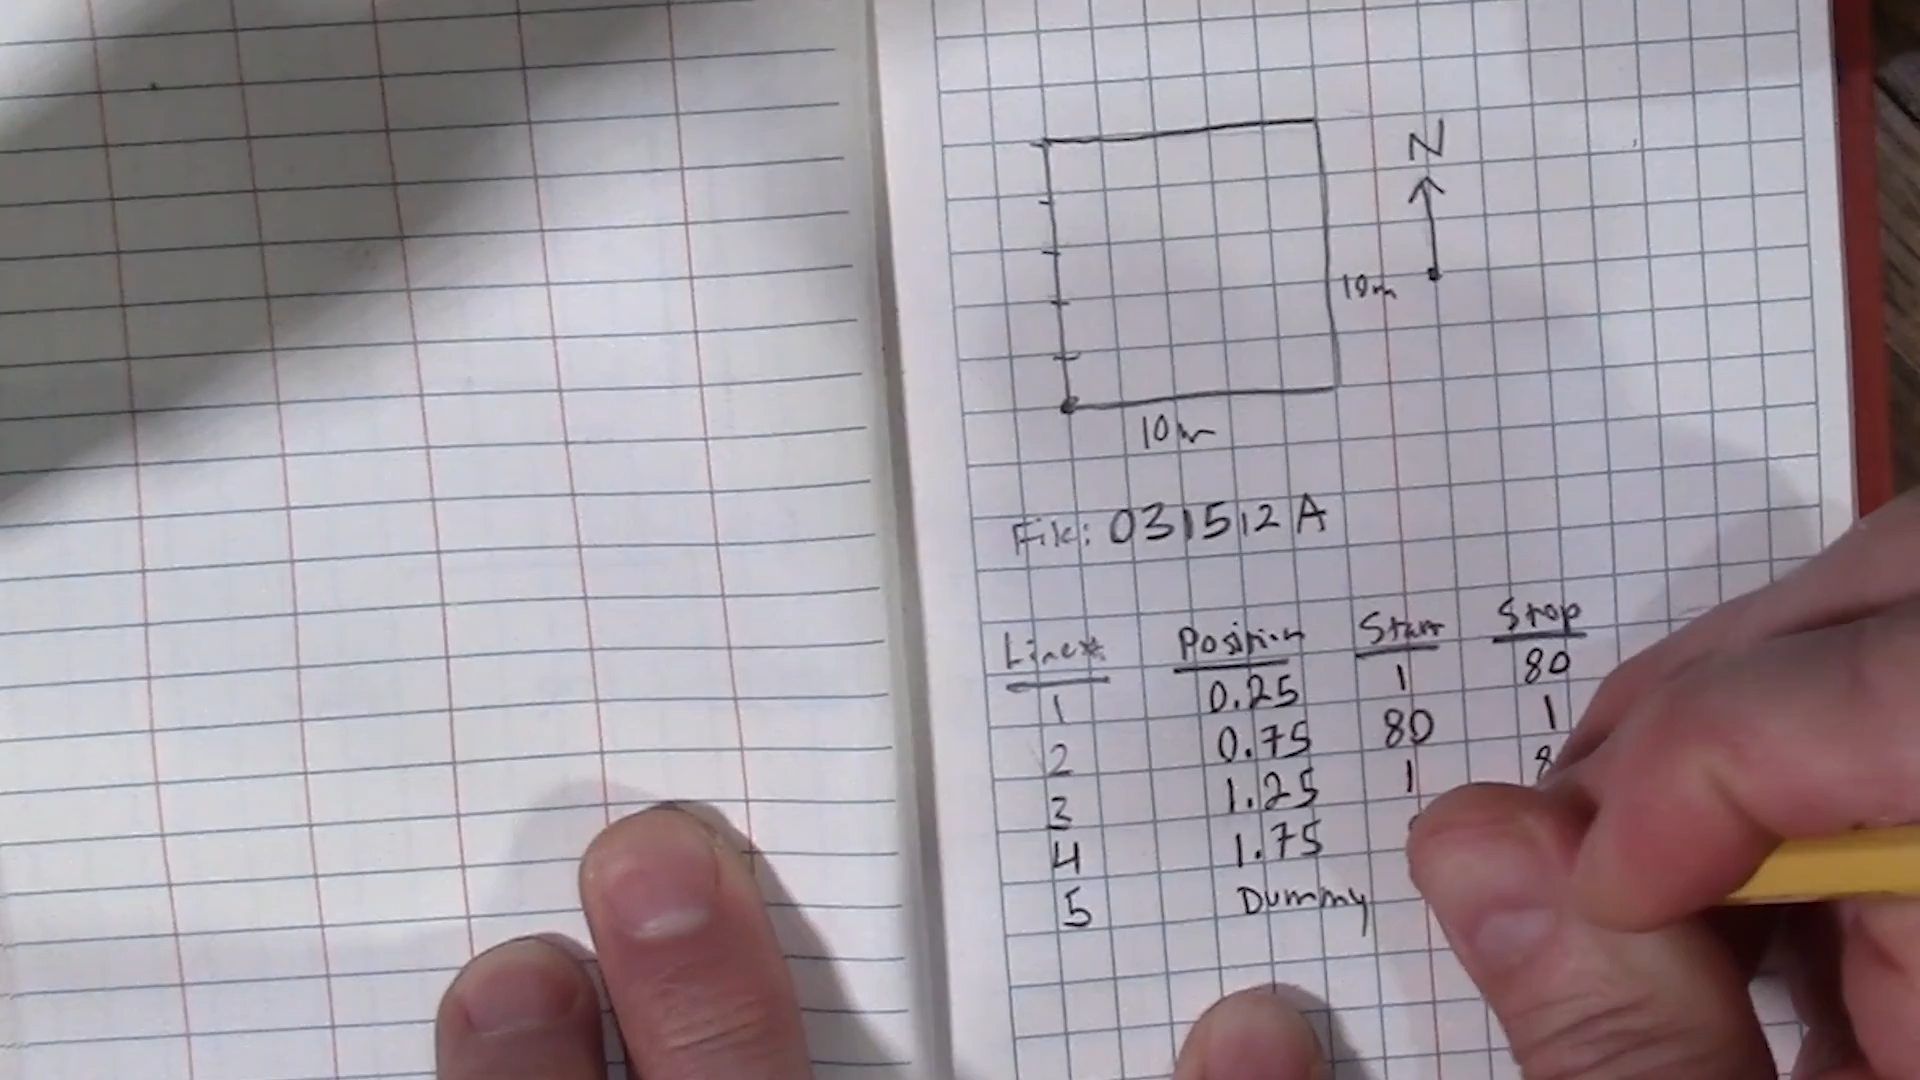 N
10m
10m
File: 031512A
Line# Position Start Stop
1 0.25 1 80
2 0.75 80 1
3 1.25 1 8
4 1.75
5 Dummy